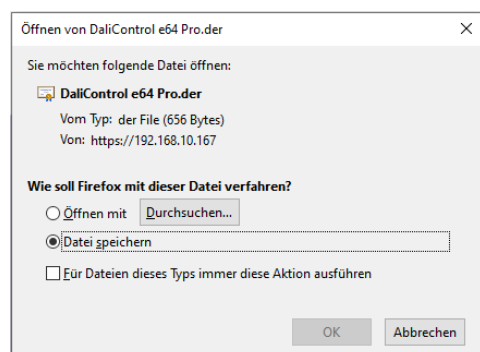 Öffnen von DaliControl e64 Pro.der
Sie möchten folgende Datei öffnen:
DaliControl e64 Pro.der
Vom Typ: der File (656 Bytes)
Von: https://192.168.10.167
Wie soll Firefox mit dieser Datei verfahren?
Öffnen mit Durchsuchen...
Datei speichern
Für Dateien dieses Typs immer diese Aktion ausführen
OK Abbrechen